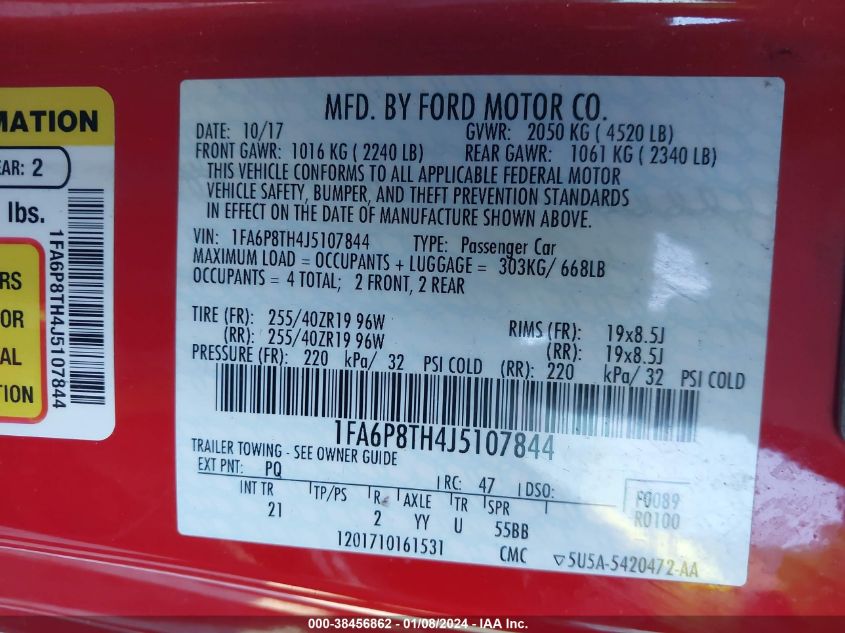 MATION
EAR: 2
lbs.
RS
OR
AL
TION
1FA6P8TH4J5107844
MFD. BY FORD MOTOR CO.
DATE: 10/17 GVWR: 2050 KG ( 4520 LB)
FRONT GAWR: 1016 KG ( 2240 LB) REAR GAWR: 1061 KG ( 2340 LB)
THIS VEHICLE CONFORMS TO ALL APPLICABLE FEDERAL MOTOR
VEHICLE SAFETY, BUMPER, AND THEFT PREVENTION STANDARDS
IN EFFECT ON THE DATE OF MANUFACTURE SHOWN ABOVE.
VIN: 1FA6P8TH4J5107844 TYPE: Passenger Car
MAXIMUM LOAD = OCCUPANTS + LUGGAGE = 303KG/ 668LB
OCCUPANTS = 4 TOTAL; 2 FRONT, 2 REAR
TIRE (FR): 255/40ZR19 96W RIMS (FR): 19x8.5J
(RR): 255/40ZR19 96W (RR): 19x8.5J
PRESSURE (FR): 220 kPa/ 32 PSI COLD (RR): 220 kPa/ 32 PSI COLD
1FA6P8TH4J5107844
TRAILER TOWING - SEE OWNER GUIDE
EXT PNT: PQ RC: 47 DSO: F0089
INT TR TP/PS R AXLE TR SPR R0100
21 2 YY U 55BB
1201710161531 CMC ▽5U5A-5420472-AA
000-38456862 - 01/08/2024 - IAA Inc.